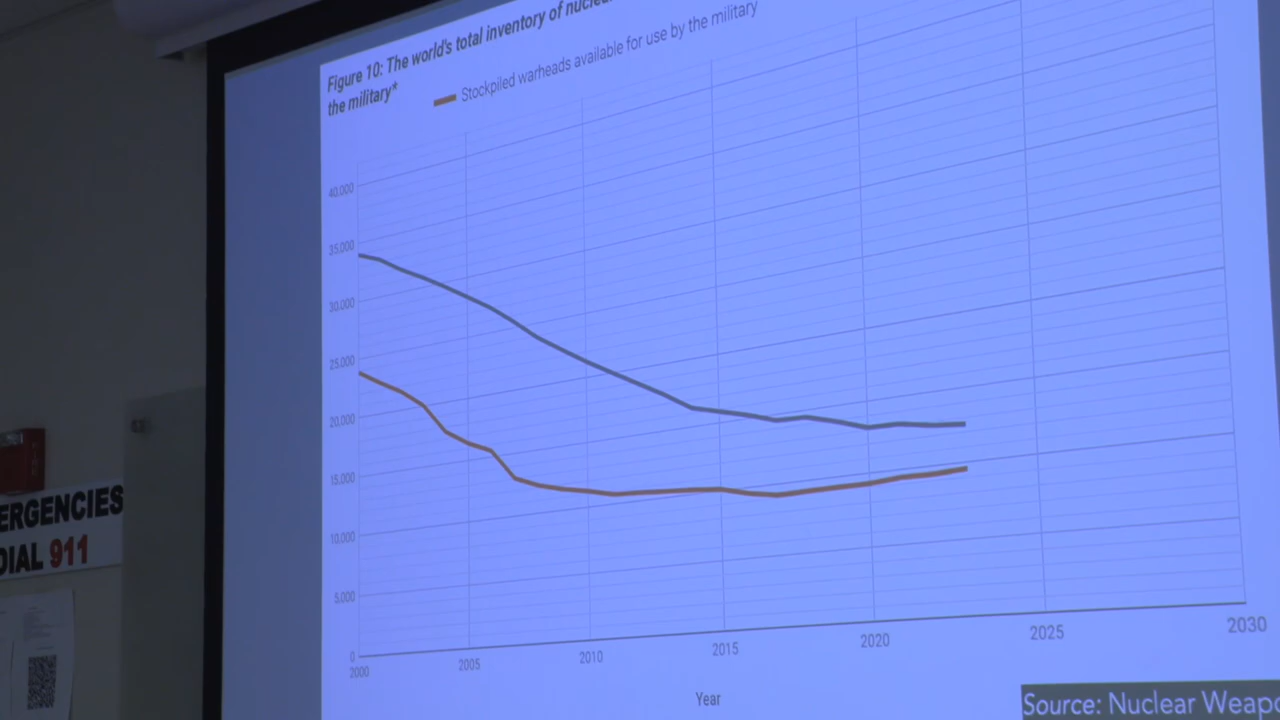 Figure 10: The world's total inventory of
the military*
Stockpiled warheads available for use by the military
40,000
35,000
30,000
25,000
20,000
15,000
10,000
5,000
0
2000
2005
2010
2015
2020
2025
2030
Year
Source: Nuclear
ERGENCIES
DIAL 911